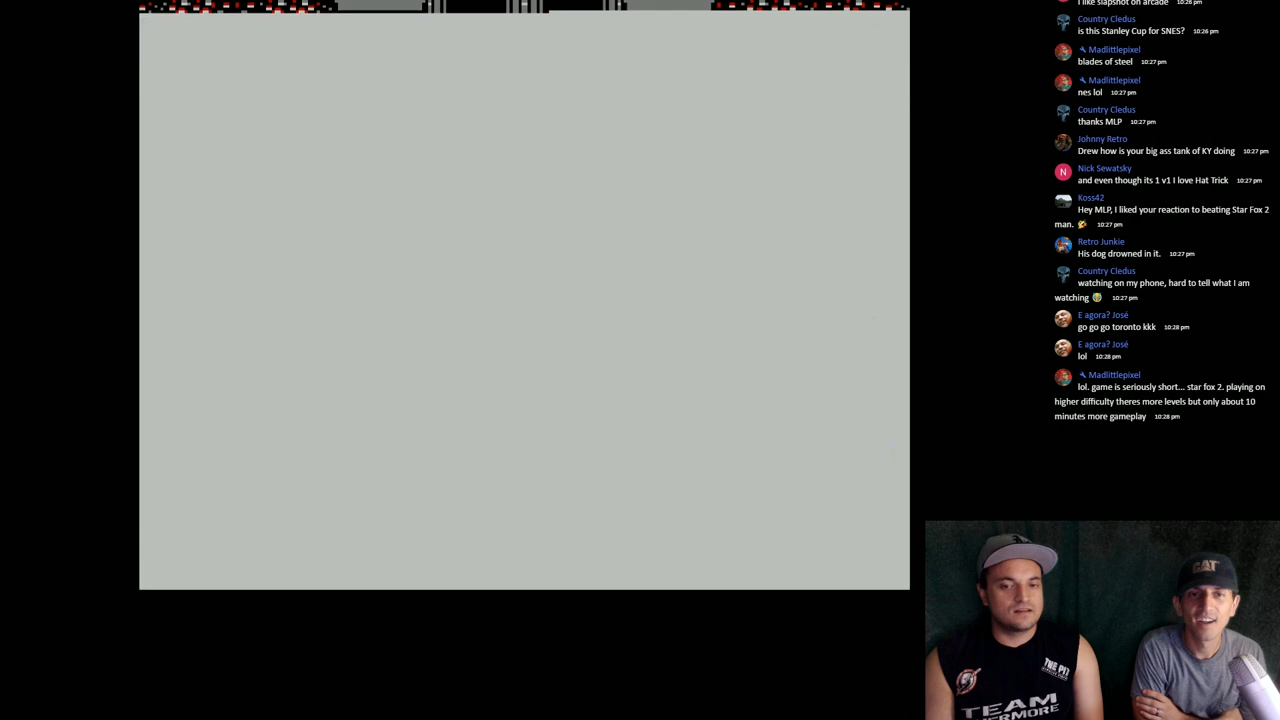 I like slapshot on arcade 10:26 pm
Country Cledus
is this Stanley Cup for SNES? 10:26 pm
Madlittlepixel
blades of steel 10:27 pm
Madlittlepixel
nes lol 10:27 pm
Country Cledus
thanks MLP 10:27 pm
Johnny Retro
Drew how is your big ass tank of KY doing 10:27 pm
N Nick Sewatsky
and even though its 1 v1 I love Hat Trick 10:27 pm
Koss42
Hey MLP, I liked your reaction to beating Star Fox 2
man. 10:27 pm
Retro Junkie
His dog drowned in it. 10:27 pm
Country Cledus
watching on my phone, hard to tell what I am
watching 10:27 pm
E agora? José
go go go toronto kkk 10:28 pm
E agora? José
lol 10:28 pm
Madlittlepixel
lol. game is seriously short... star fox 2. playing on
higher difficulty theres more levels but only about 10
minutes more gameplay 10:28 pm
CAT
THE PIT
TEAM